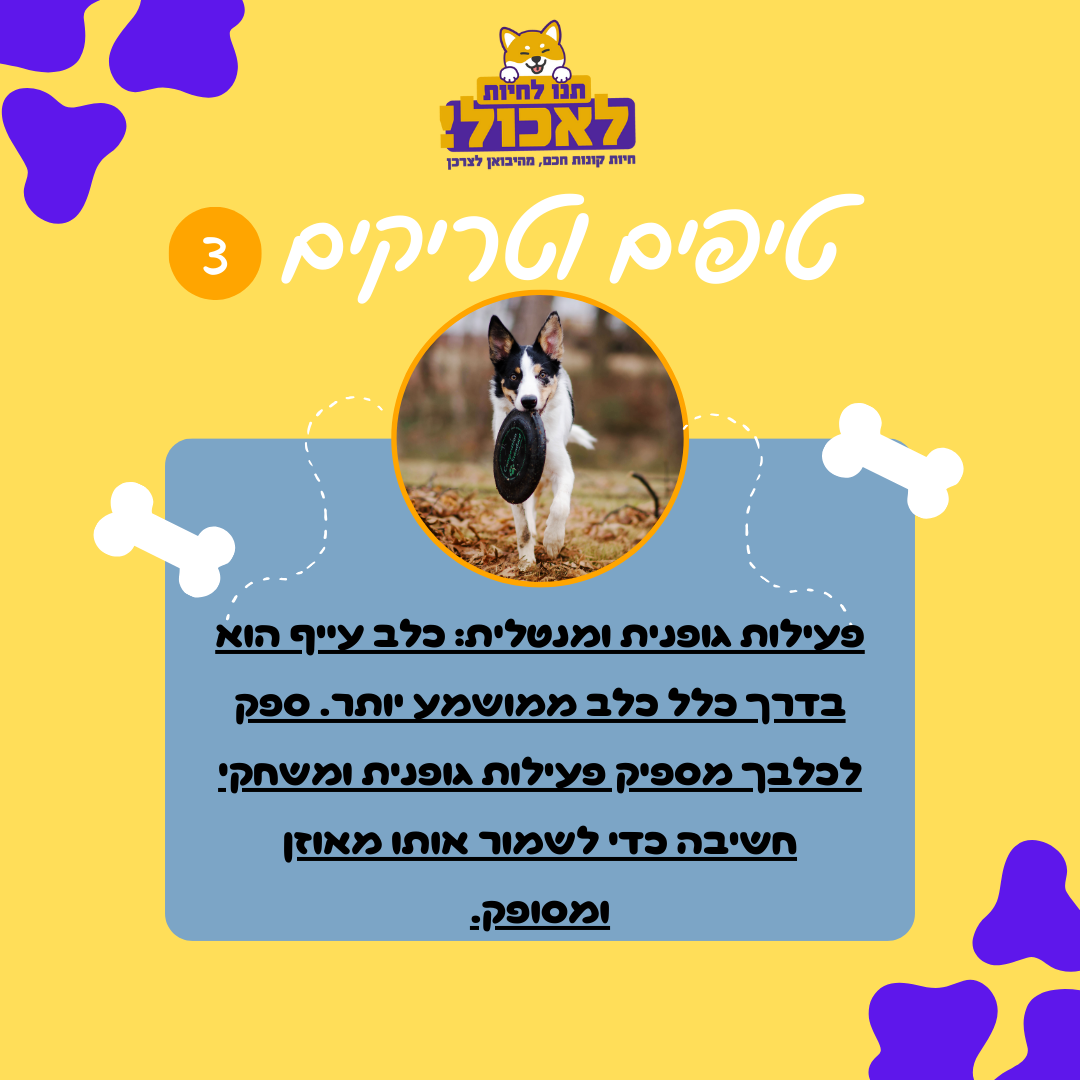 תנו לחיות
לאכול!
חיות קונות חכם, מהיבואן לצרכן
טיפים וטריקים 3
פעילות גופנית ומנטלית: כלב עייף הוא
בדרך כלל כלב ממושמע יותר. ספק
לכלבך מספיק פעילות גופנית ומשחקי
חשיבה כדי לשמור אותו מאוזן
ומסופק.